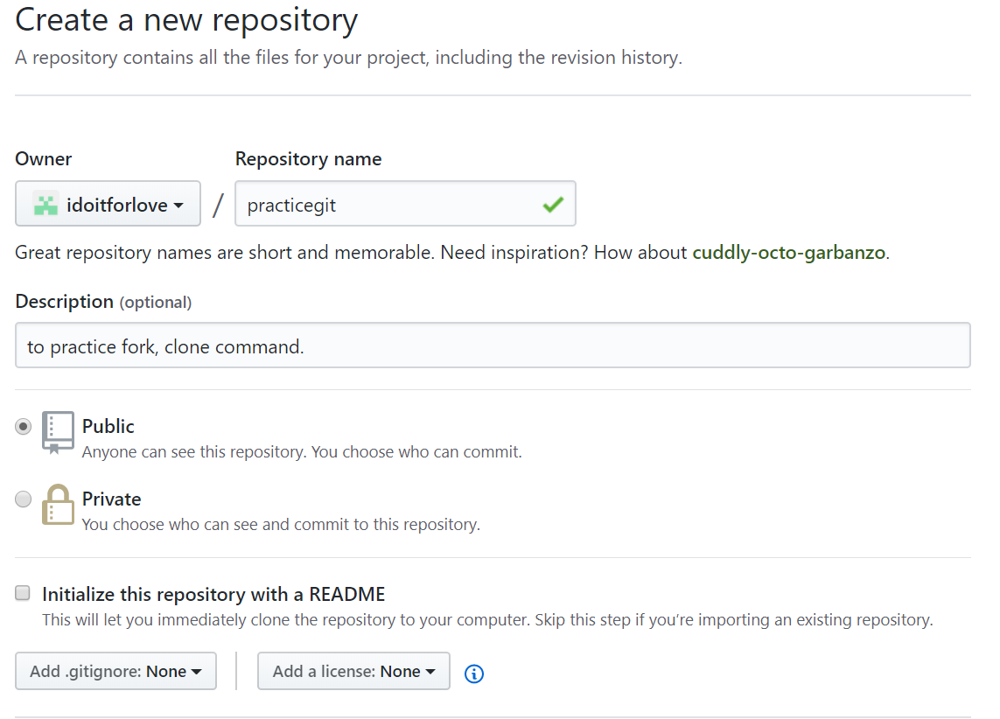 Create a new repository
A repository contains all the files for your project, including the revision history.
Owner Repository name
idoitforlove / practicegit
Great repository names are short and memorable. Need inspiration? How about cuddly-octo-garbanzo.
Description (optional)
to practice fork, clone command.
Public
Anyone can see this repository. You choose who can commit.
Private
You choose who can see and commit to this repository.
Initialize this repository with a README
This will let you immediately clone the repository to your computer. Skip this step if you’re importing an existing repository.
Add .gitignore: None Add a license: None